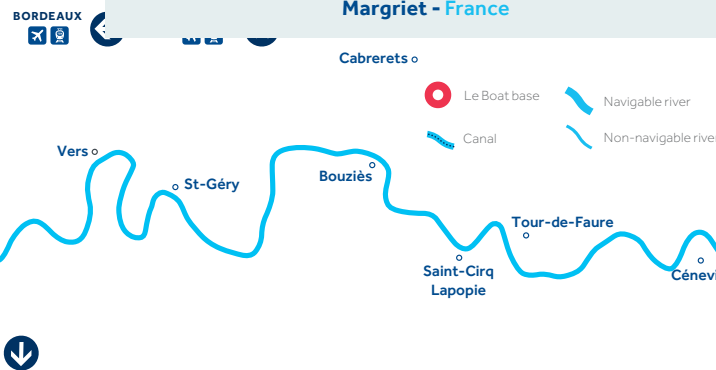 Margriet - France
BORDEAUX
Cabrerets
Le Boat base
Navigable river
Canal
Non-navigable river
Vers
St-Géry
Bouziès
Tour-de-Faure
Saint-Cirq
Lapopie
Cénevi